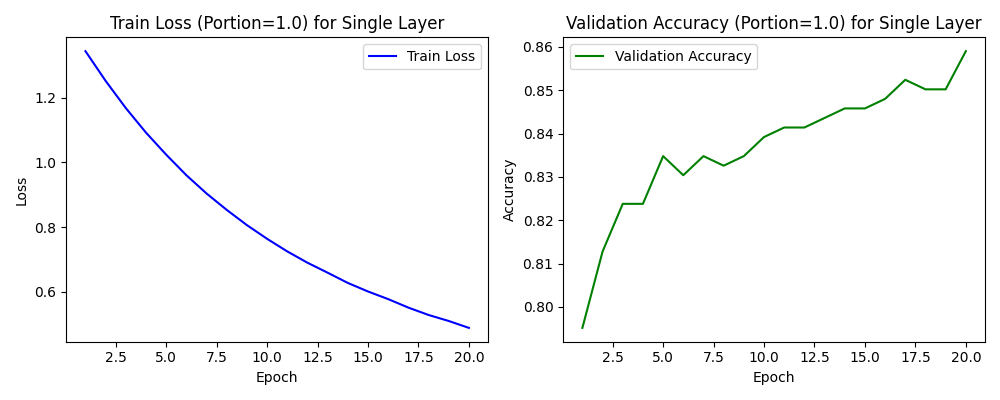 Train Loss (Portion=1.0) for Single Layer
Train Loss
1.2
1.0
0.8
0.6
Loss
2.5 5.0 7.5 10.0 12.5 15.0 17.5 20.0
Epoch
Validation Accuracy (Portion=1.0) for Single Layer
Validation Accuracy
0.86
0.85
0.84
0.83
0.82
0.81
0.80
Accuracy
2.5 5.0 7.5 10.0 12.5 15.0 17.5 20.0
Epoch